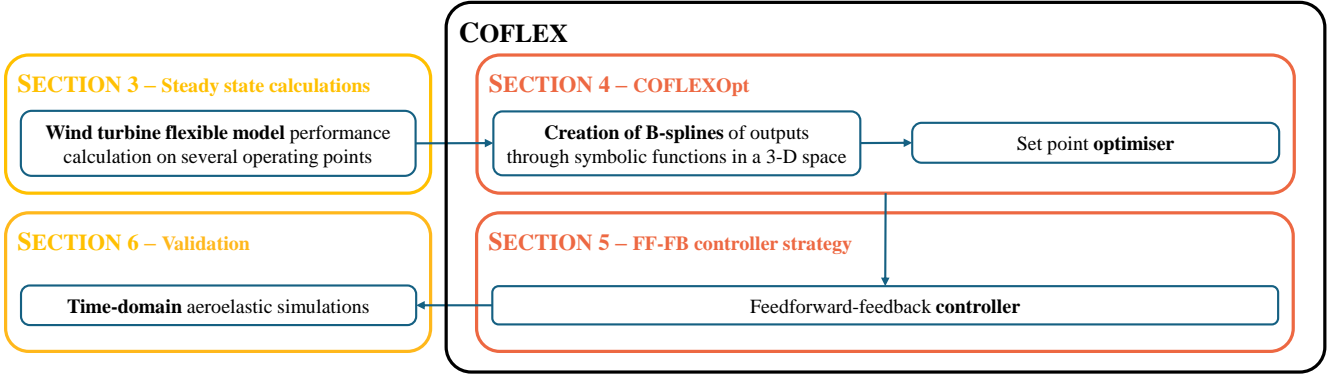 COFLEX
SECTION 3 – Steady state calculations
Wind turbine flexible model performance
calculation on several operating points
SECTION 4 – COFLEXOpt
Creation of B-splines of outputs
through symbolic functions in a 3-D space
Set point optimiser
SECTION 5 – FF-FB controller strategy
Feedforward-feedback controller
SECTION 6 – Validation
Time-domain aeroelastic simulations